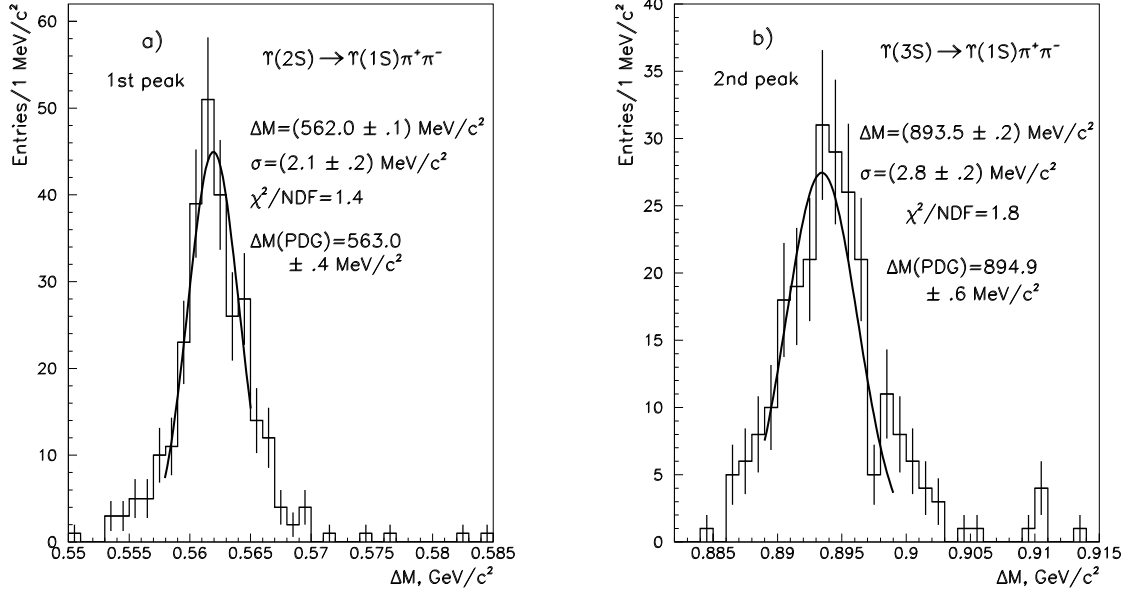 Entries/1 MeV/c²
60
50
40
30
20
10
0
a)
1st peak
ϒ(2S)→ϒ(1S)π⁺π⁻
ΔM=(562.0 ± .1) MeV/c²
σ=(2.1 ± .2) MeV/c²
χ²/NDF=1.4
ΔM(PDG)=563.0
± .4 MeV/c²
0.55 0.555 0.56 0.565 0.57 0.575 0.58 0.585
ΔM, GeV/c²
Entries/1 MeV/c²
40
35
30
25
20
15
10
5
0
b)
2nd peak
ϒ(3S)→ϒ(1S)π⁺π⁻
ΔM=(893.5 ± .2) MeV/c²
σ=(2.8 ± .2) MeV/c²
χ²/NDF=1.8
ΔM(PDG)=894.9
± .6 MeV/c²
0.885 0.89 0.895 0.9 0.905 0.91 0.915
ΔM, GeV/c²